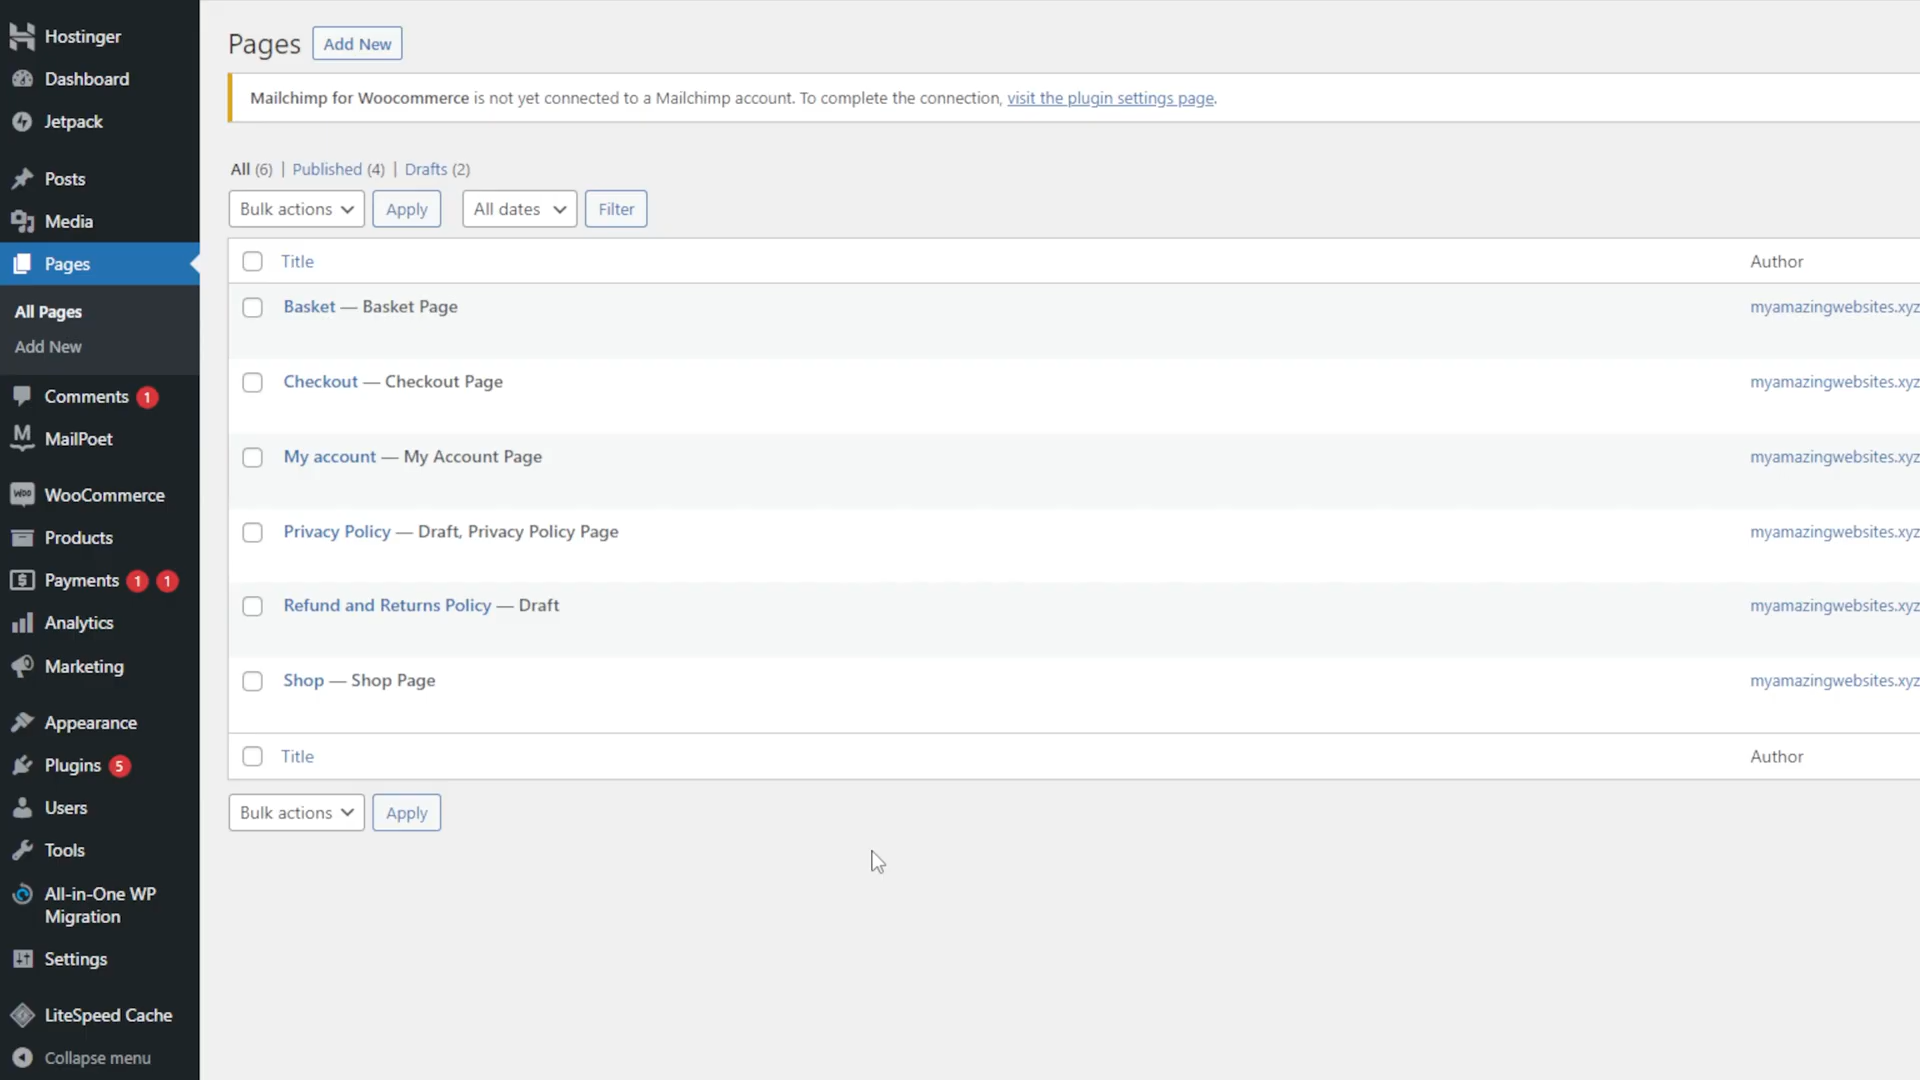 Hostinger
Dashboard
Jetpack
Posts
Media
Pages
All Pages
Add New
Comments 1
M MailPoet
Woo WooCommerce
Products
$ Payments 1 1
Analytics
Marketing
Appearance
Plugins 5
Users
Tools
All-in-One WP
Migration
Settings
LiteSpeed Cache
Collapse menu
Pages Add New
Mailchimp for Woocommerce is not yet connected to a Mailchimp account. To complete the connection, visit the plugin settings page.
All (6) | Published (4) | Drafts (2)
Bulk actions Apply All dates Filter
Title Author
Basket — Basket Page myamazingwebsites.xyz
Checkout — Checkout Page myamazingwebsites.xyz
My account — My Account Page myamazingwebsites.xyz
Privacy Policy — Draft, Privacy Policy Page myamazingwebsites.xyz
Refund and Returns Policy — Draft myamazingwebsites.xyz
Shop — Shop Page myamazingwebsites.xyz
Title Author
Bulk actions Apply